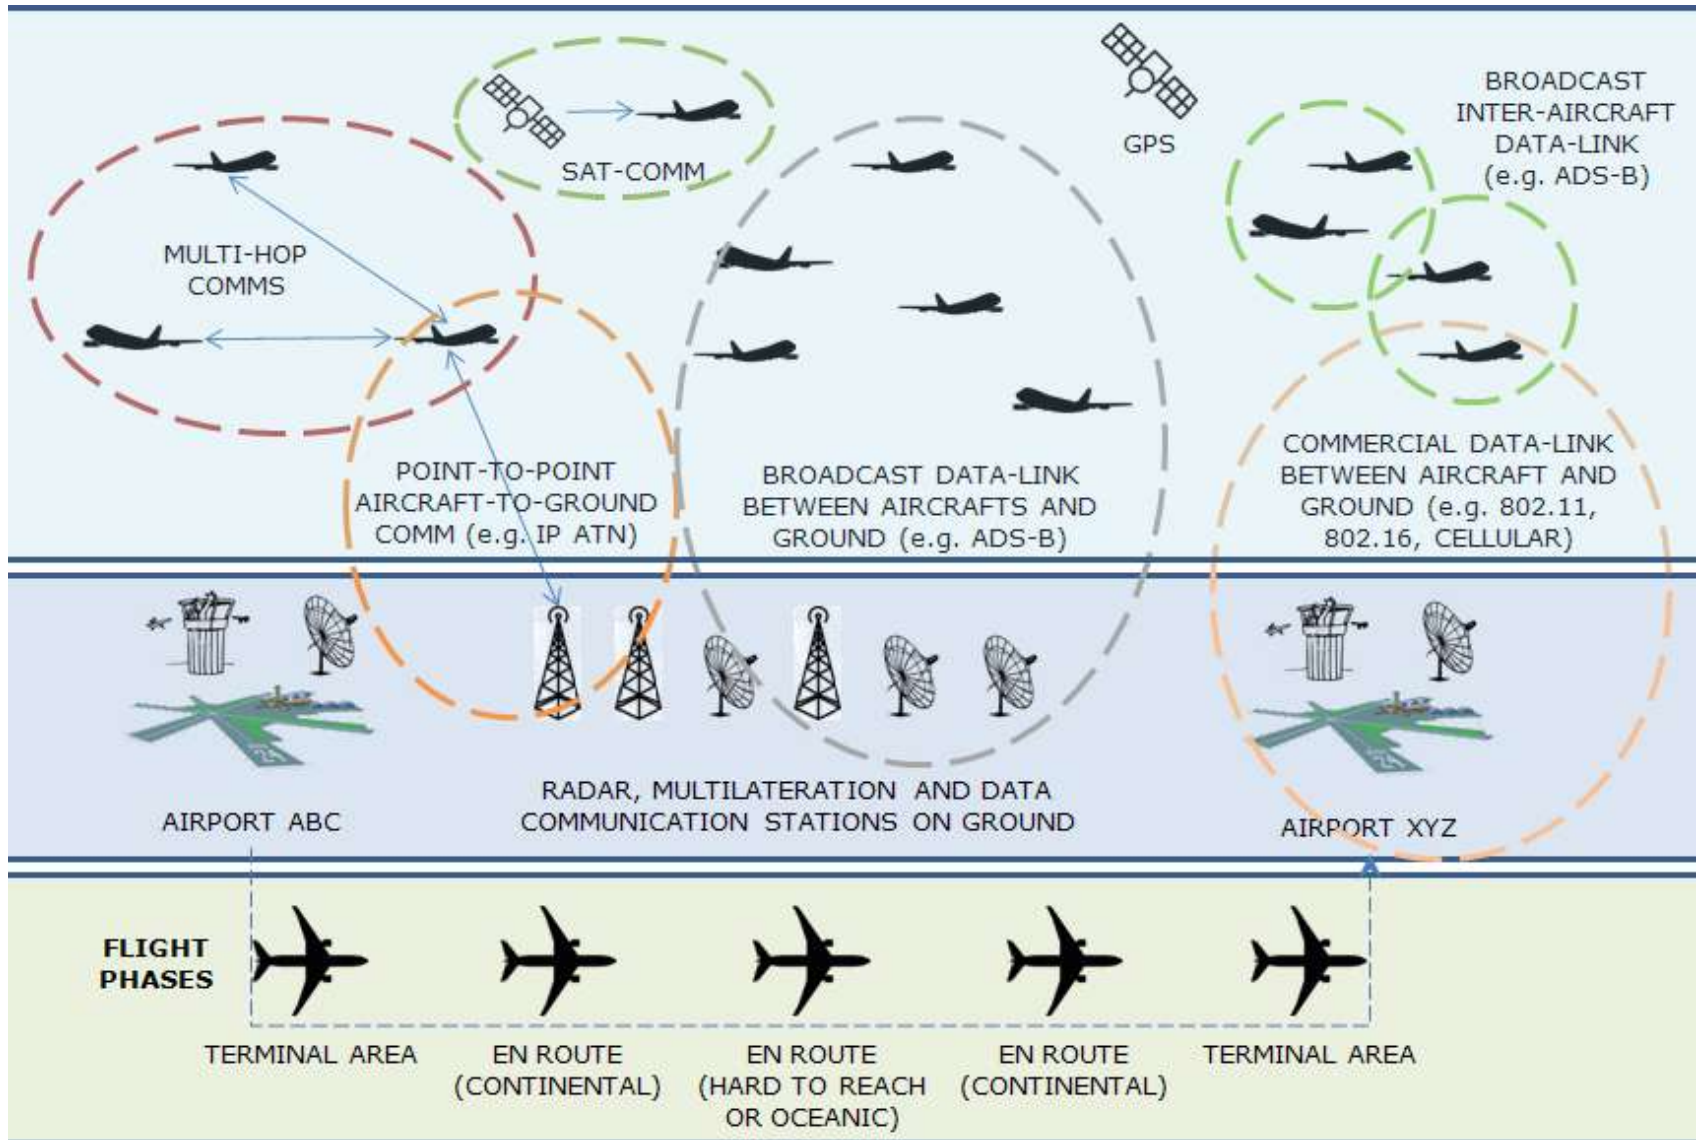 SAT-COMM
GPS
BROADCAST
INTER-AIRCRAFT
DATA-LINK
(e.g. ADS-B)
MULTI-HOP
COMMS
POINT-TO-POINT
AIRCRAFT-TO-GROUND
COMM (e.g. IP ATN)
BROADCAST DATA-LINK
BETWEEN AIRCRAFTS AND
GROUND (e.g. ADS-B)
COMMERCIAL DATA-LINK
BETWEEN AIRCRAFT AND
GROUND (e.g. 802.11,
802.16, CELLULAR)
AIRPORT ABC
RADAR, MULTILATERATION AND DATA
COMMUNICATION STATIONS ON GROUND
AIRPORT XYZ
FLIGHT
PHASES
TERMINAL AREA
EN ROUTE
(CONTINENTAL)
EN ROUTE
(HARD TO REACH
OR OCEANIC)
EN ROUTE
(CONTINENTAL)
TERMINAL AREA